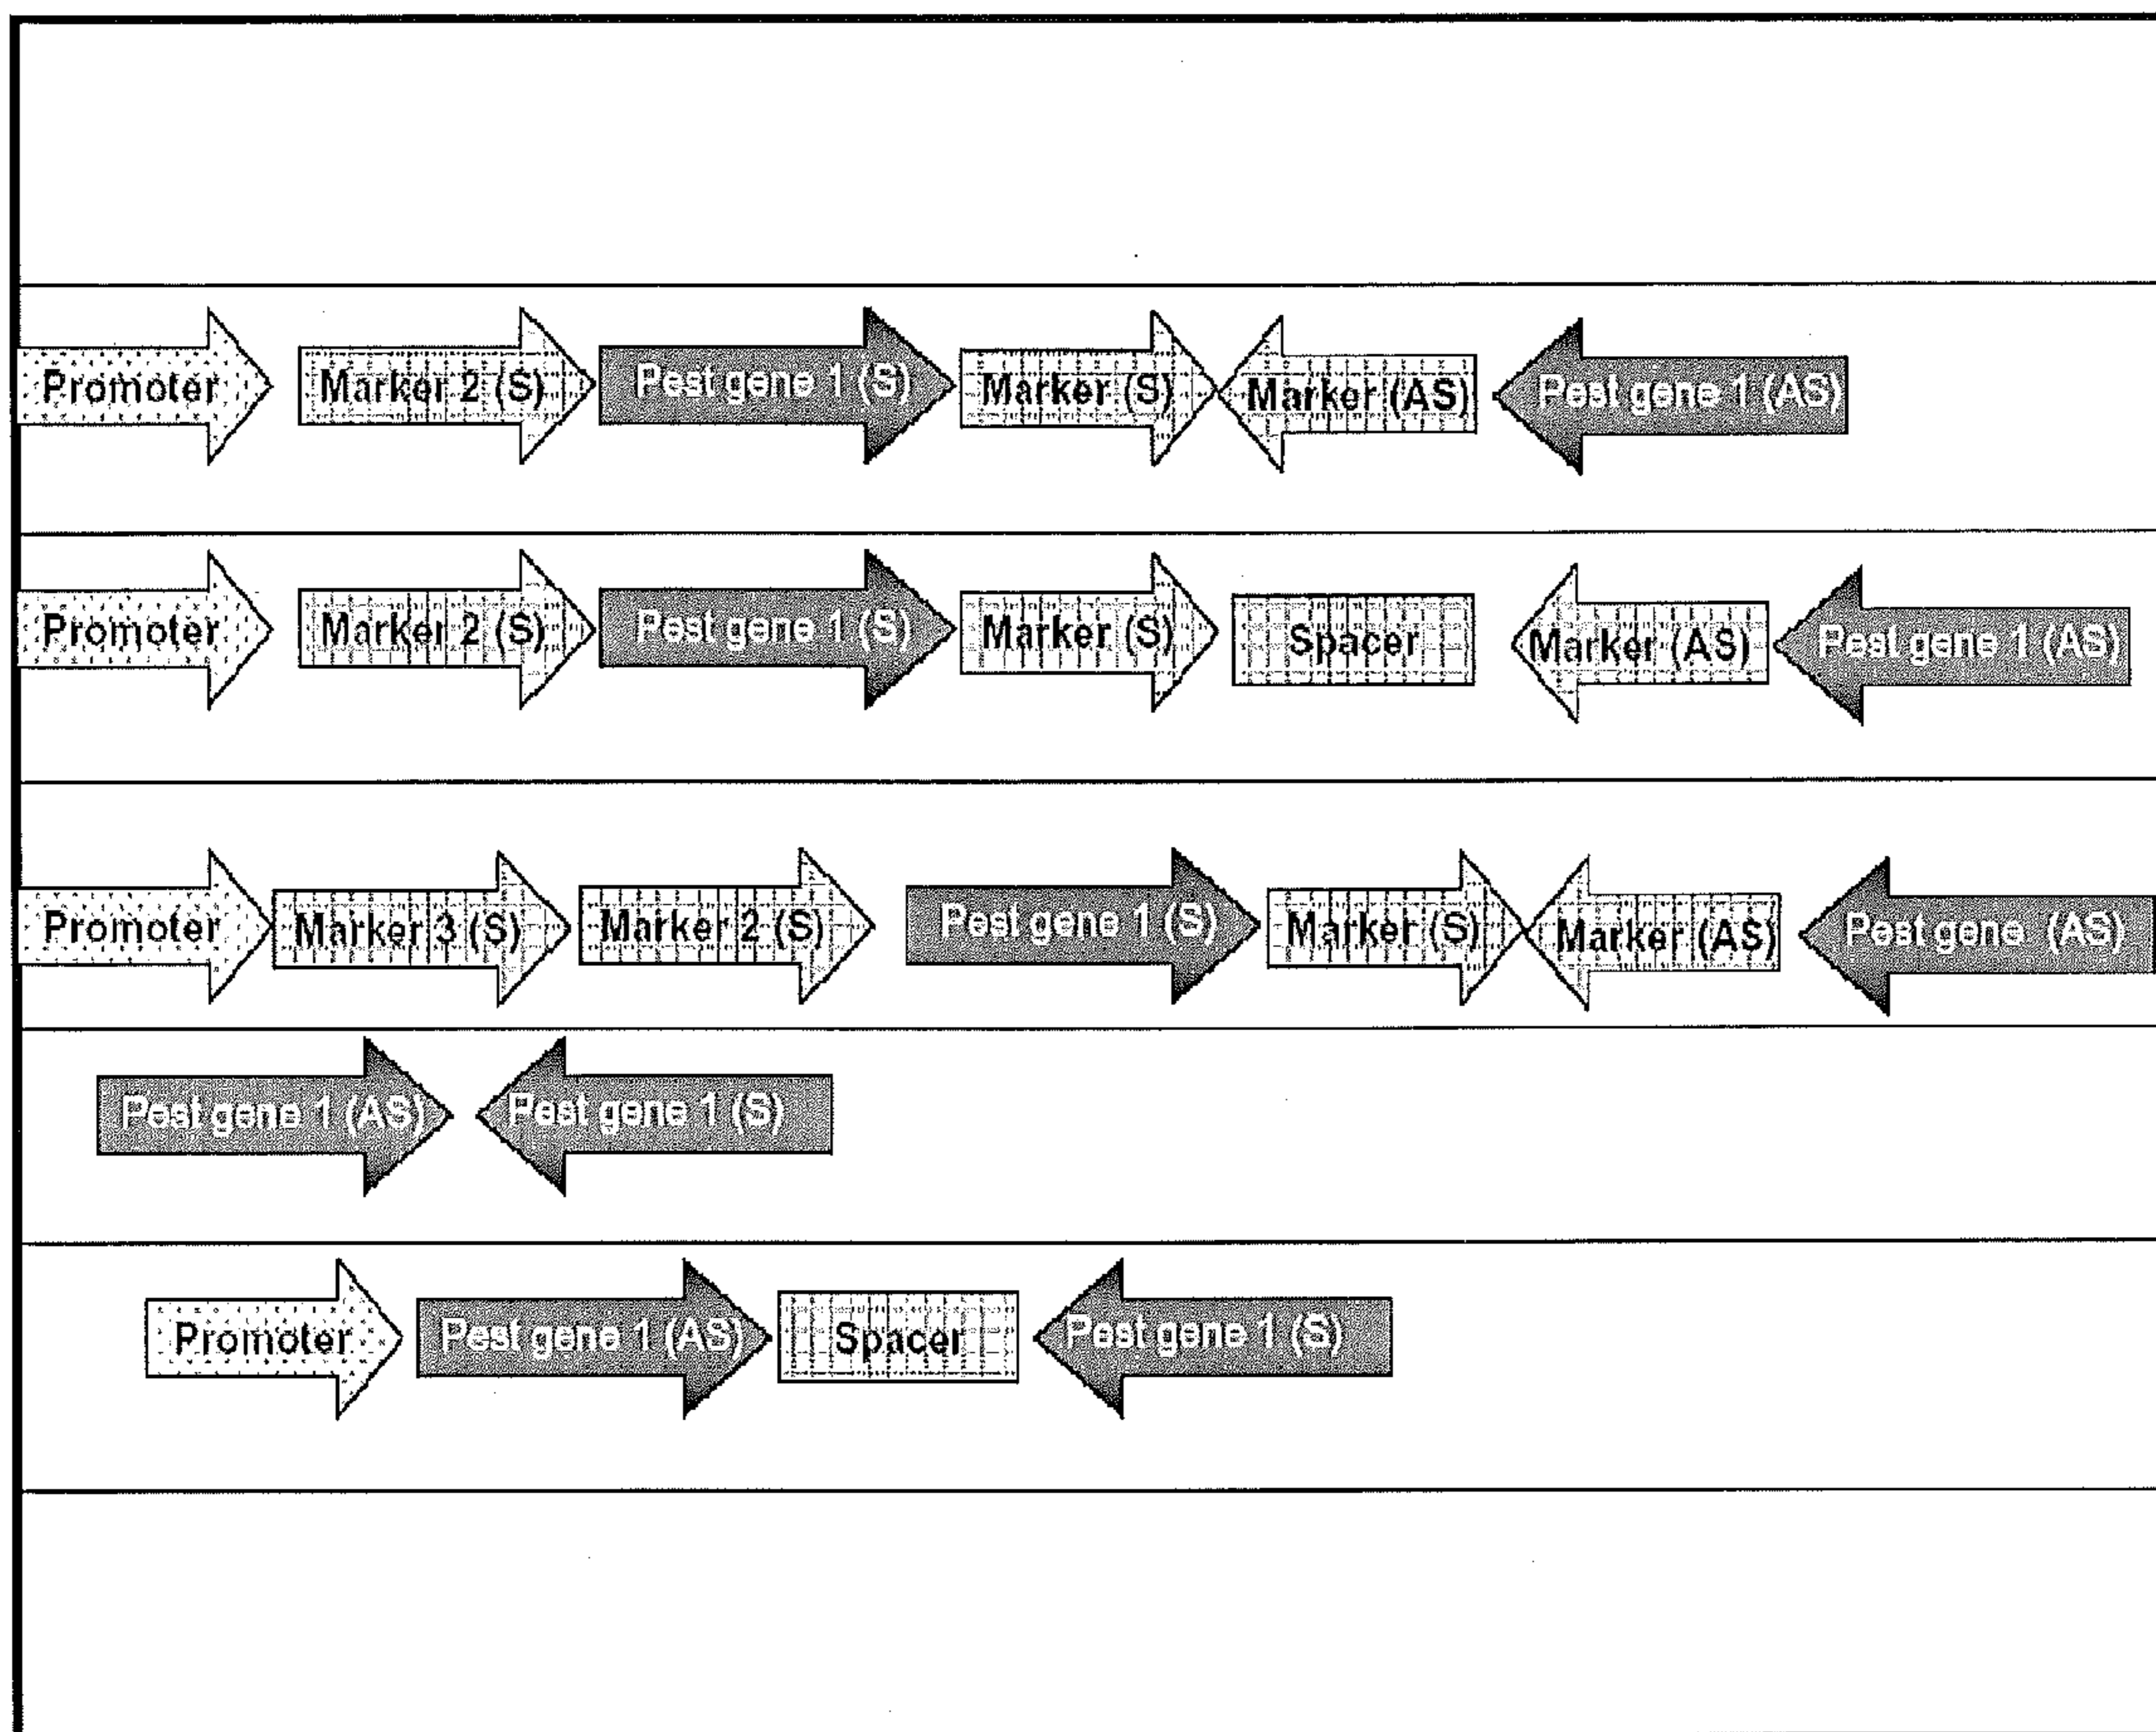 Promoter Marker 2 (S) Pest gene 1 (S) Marker (S) Marker (AS) Pest gene 1 (AS)
Promoter Marker 2 (S) Pest gene 1 (S) Marker (S) Spacer Marker (AS) Pest gene 1 (AS)
Promoter Marker 3 (S) Marker 2 (S) Pest gene 1 (S) Marker (S) Marker (AS) Pest gene (AS)
Pest gene 1 (AS) Pest gene 1 (S)
Promoter Pest gene 1 (AS) Spacer Pest gene 1 (S)